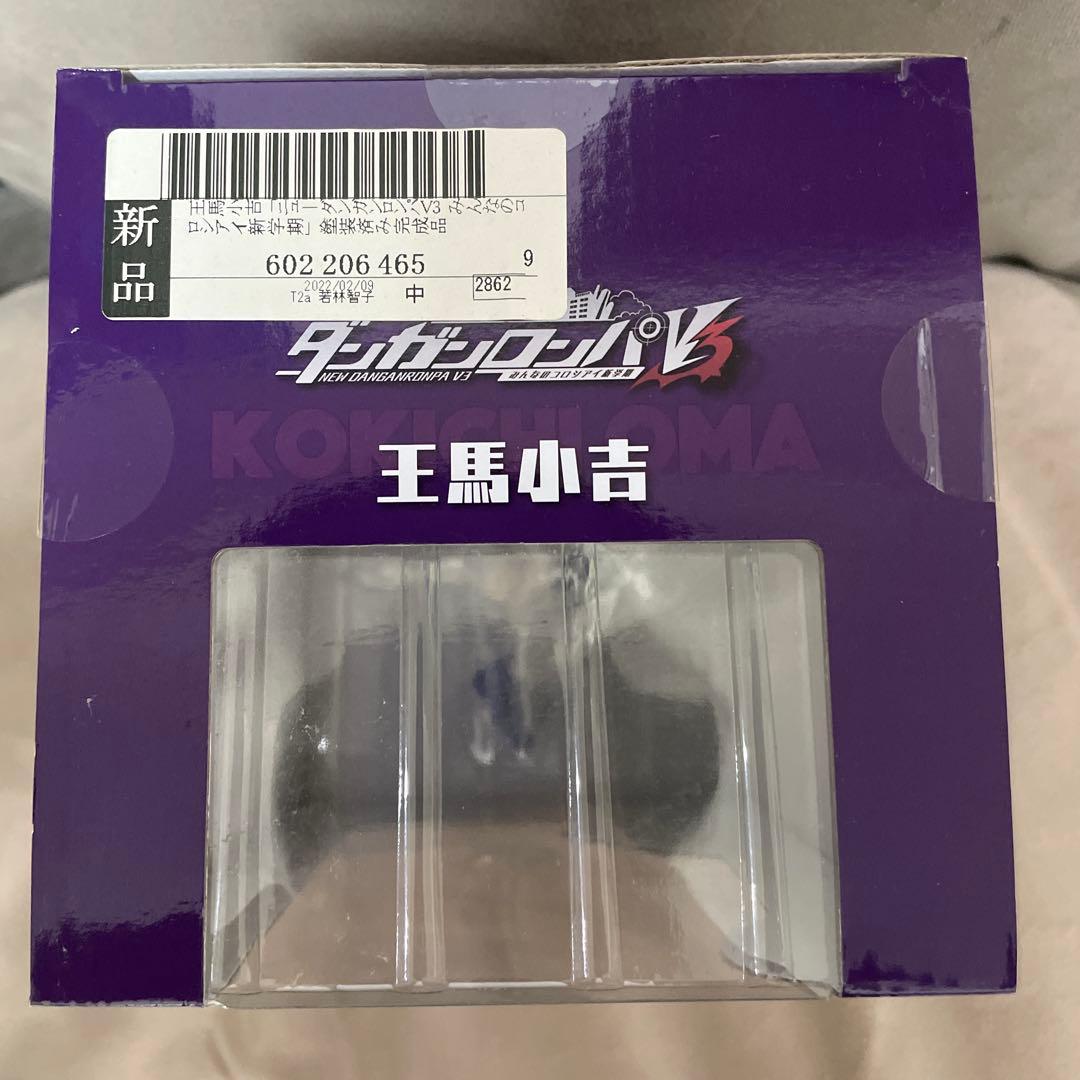 新品
王馬小吉 ニューダンガンロンパV3 みんなのコ
ロシアイ新学期」 塗装済み完成品
602 206 465
9
2022/02/09
T2a 若林智子
中
2862
ダンガンロンパV3
NEW DANGANRONPA V3
みんなのコロシアイ新学期
KOKICHI OMA
王馬小吉